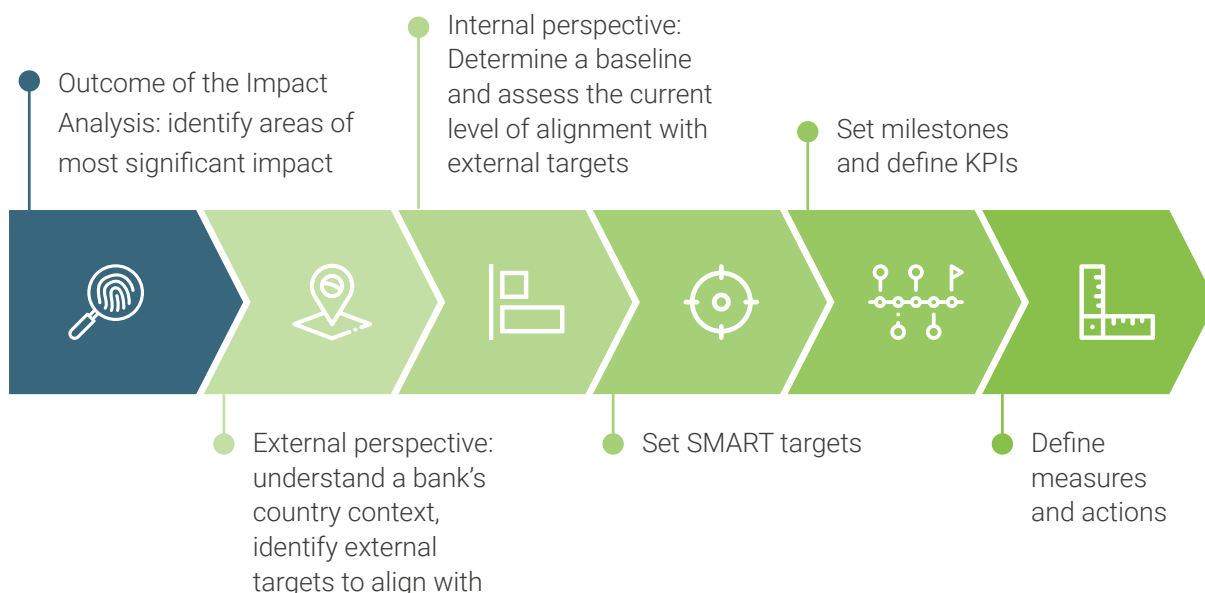 Outcome of the Impact
Analysis: identify areas of
most significant impact
External perspective:
understand a bank’s
country context,
identify external
targets to align with
Internal perspective:
Determine a baseline
and assess the current
level of alignment with
external targets
Set SMART targets
Set milestones
and define KPIs
Define
measures
and actions